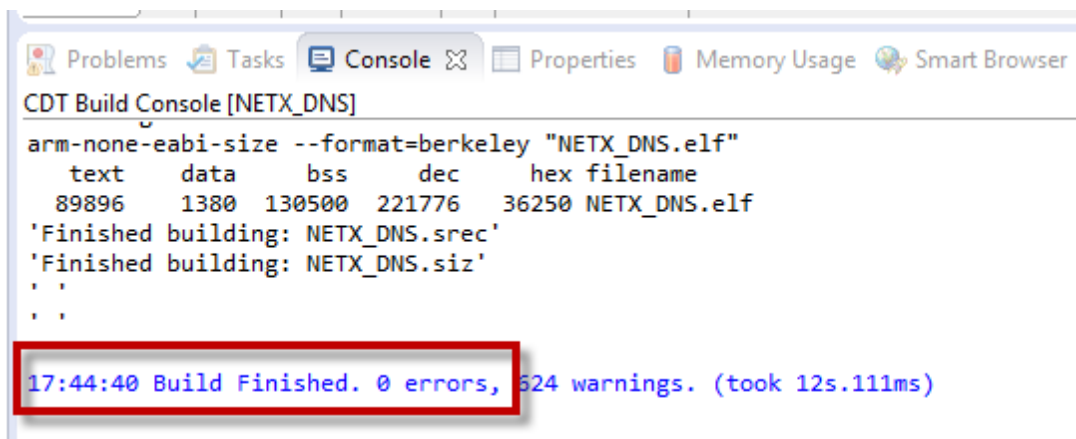 Problems Tasks Console Properties Memory Usage Smart Browser
CDT Build Console [NETX_DNS]
arm-none-eabi-size --format=berkeley "NETX_DNS.elf"
   text    data     bss     dec     hex filename
  89896    1380  130500  221776   36250 NETX_DNS.elf
'Finished building: NETX_DNS.srec'
'Finished building: NETX_DNS.siz'
' '
' '
17:44:40 Build Finished. 0 errors, 624 warnings. (took 12s.111ms)